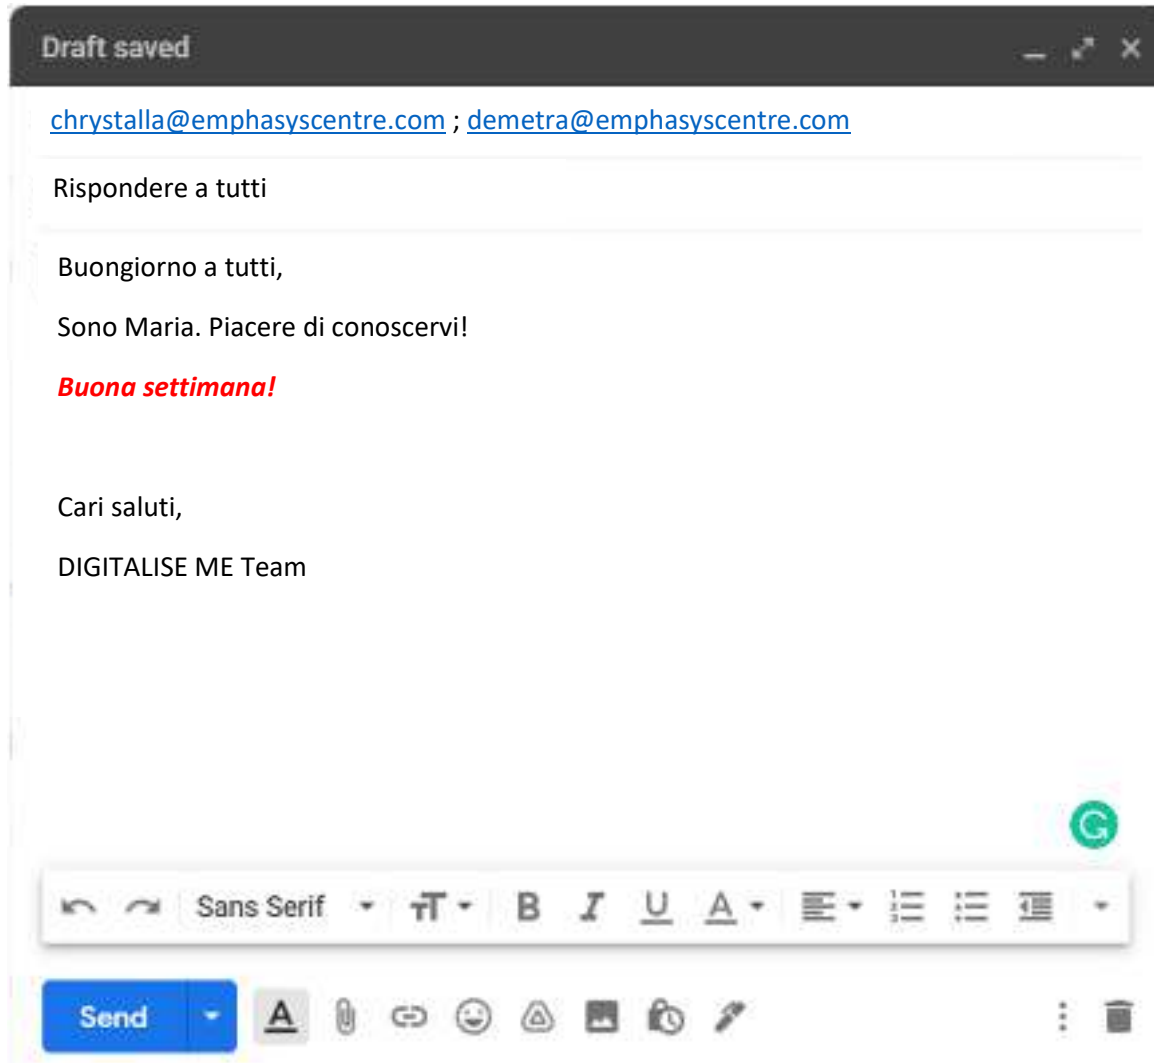 Draft saved
chrystalla@emphasyscentre.com ; demetra@emphasyscentre.com
Rispondere a tutti
Buongiorno a tutti,
Sono Maria. Piacere di conoscervi!
Buona settimana!
Cari saluti,
DIGITALISE ME Team
Sans Serif
Send